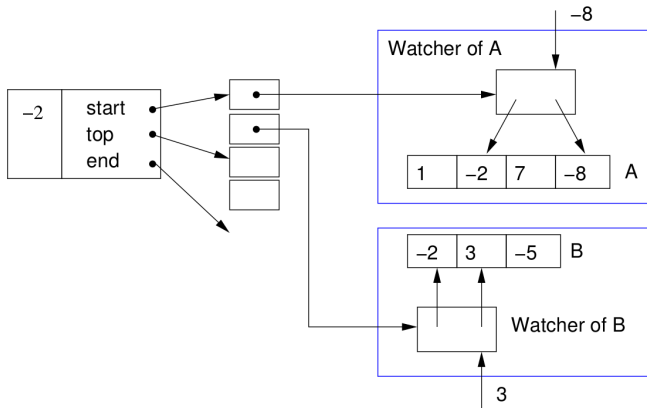 −8
Watcher of A
−2
start
top
end
1 −2 7 −8 A
−2 3 −5 B
Watcher of B
3